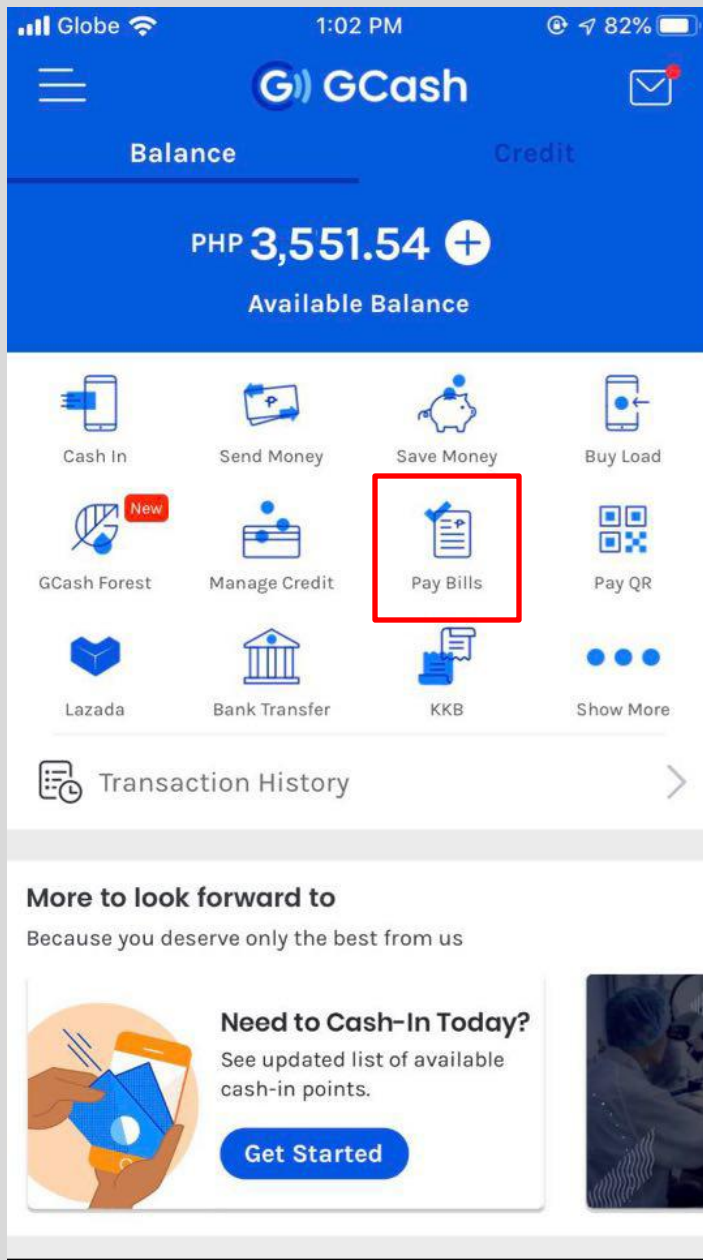 Globe 1:02 PM 82%
GCash
Balance Credit
PHP 3,551.54
Available Balance
Cash In Send Money Save Money Buy Load
New
GCash Forest Manage Credit Pay Bills Pay QR
Lazada Bank Transfer KKB Show More
Transaction History
More to look forward to
Because you deserve only the best from us
Need to Cash-In Today?
See updated list of available
cash-in points.
Get Started